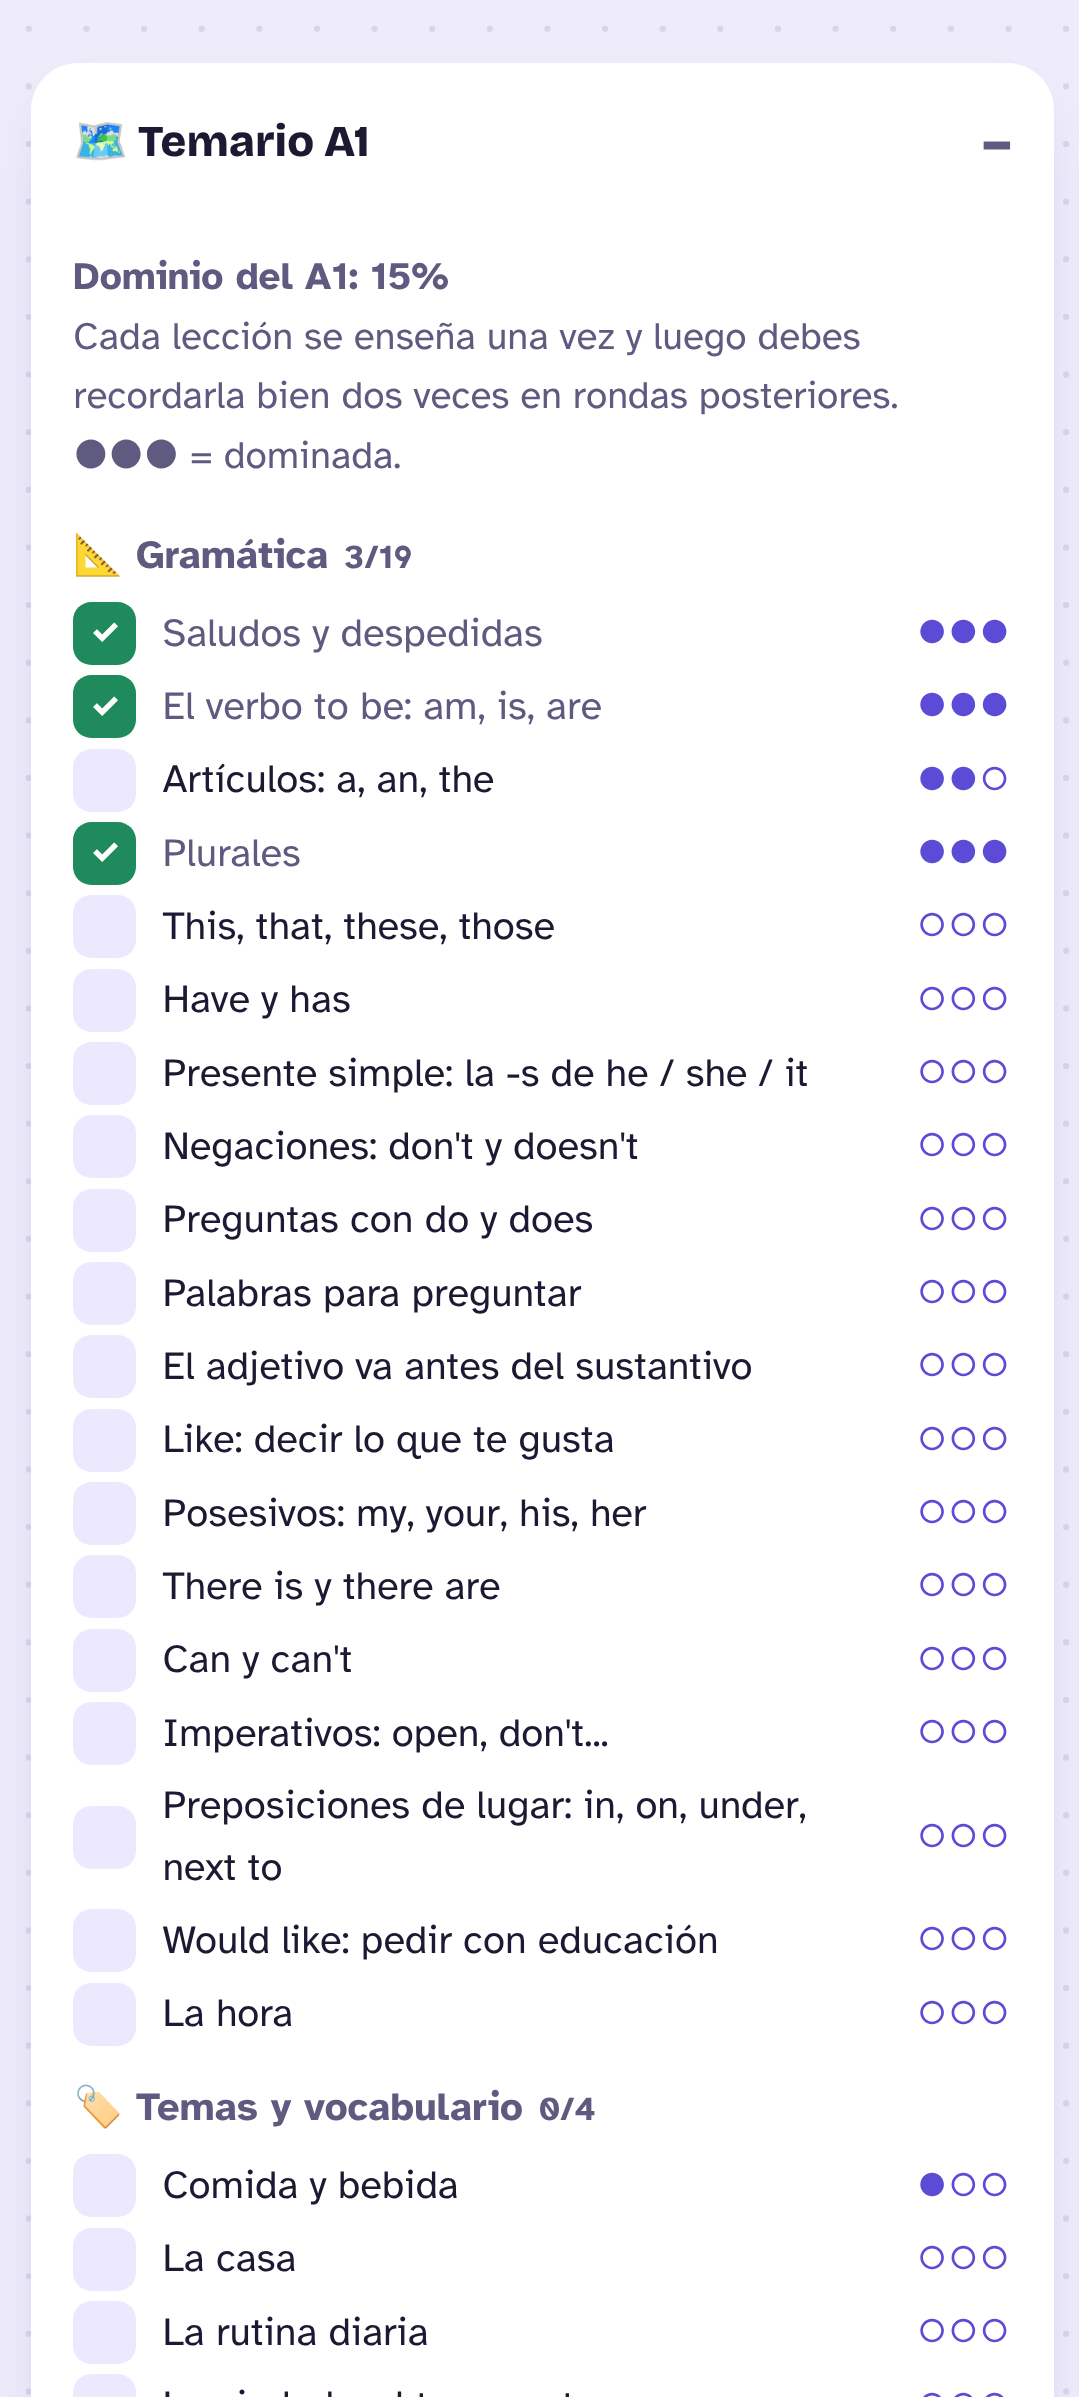 Temario A1
Dominio del A1: 15%
Cada lección se enseña una vez y luego debes
recordarla bien dos veces en rondas posteriores.
●●● = dominada.
Gramática 3/19
Saludos y despedidas ●●●
El verbo to be: am, is, are ●●●
Artículos: a, an, the ●●○
Plurales ●●●
This, that, these, those ○○○
Have y has ○○○
Presente simple: la -s de he / she / it ○○○
Negaciones: don't y doesn't ○○○
Preguntas con do y does ○○○
Palabras para preguntar ○○○
El adjetivo va antes del sustantivo ○○○
Like: decir lo que te gusta ○○○
Posesivos: my, your, his, her ○○○
There is y there are ○○○
Can y can't ○○○
Imperativos: open, don't... ○○○
Preposiciones de lugar: in, on, under,
next to ○○○
Would like: pedir con educación ○○○
La hora ○○○
Temas y vocabulario 0/4
Comida y bebida ●○○
La casa ○○○
La rutina diaria ○○○